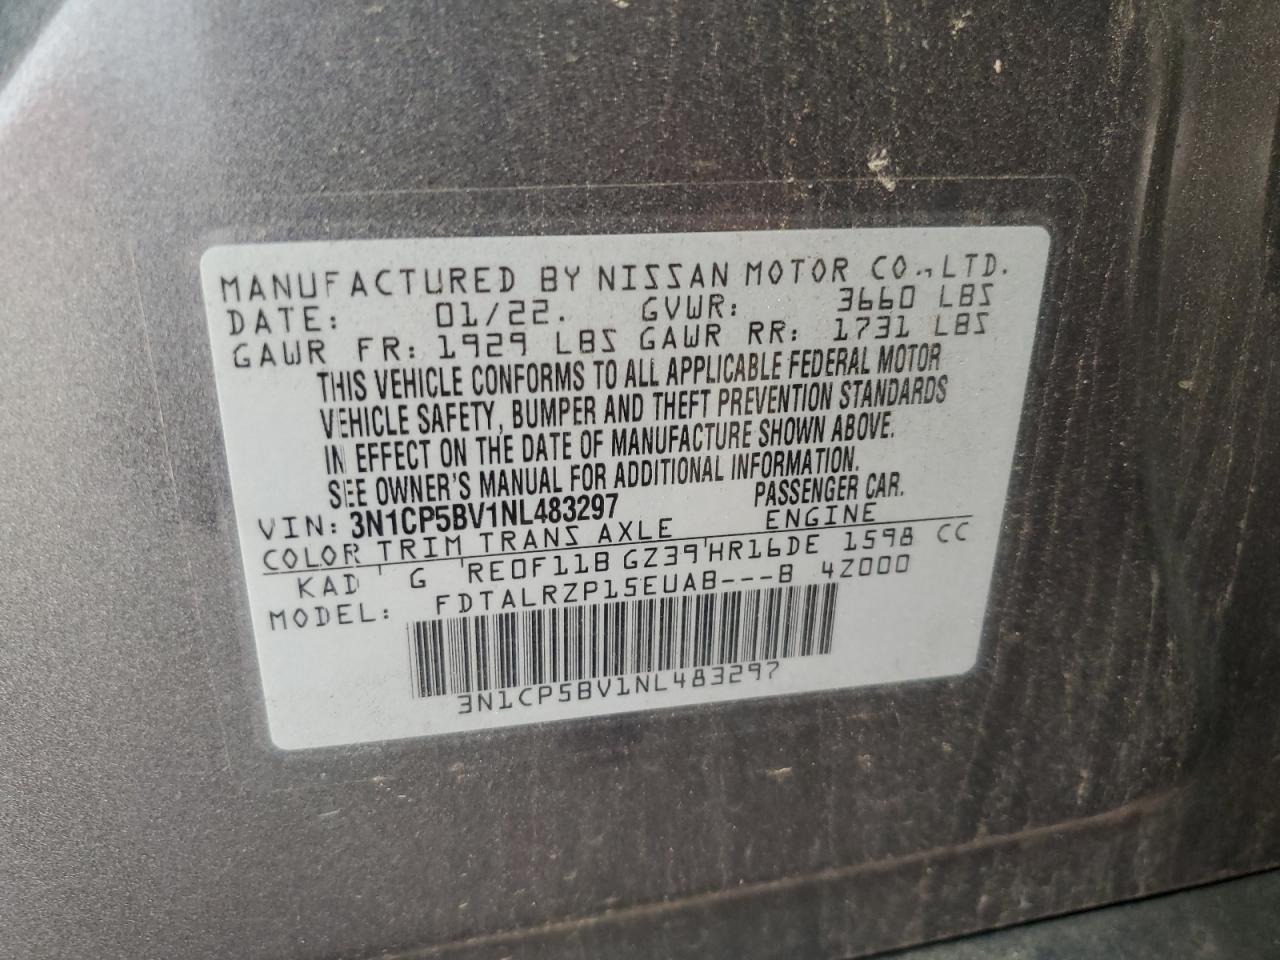 MANUFACTURED BY NISSAN MOTOR CO., LTD.
DATE: 01/22. GVWR: 3660 LBS
GAWR FR: 1929 LBS GAWR RR: 1731 LBS
THIS VEHICLE CONFORMS TO ALL APPLICABLE FEDERAL MOTOR
VEHICLE SAFETY, BUMPER AND THEFT PREVENTION STANDARDS
IN EFFECT ON THE DATE OF MANUFACTURE SHOWN ABOVE.
SEE OWNER'S MANUAL FOR ADDITIONAL INFORMATION.
VIN: 3N1CP5BV1NL483297 PASSENGER CAR.
COLOR TRIM TRANS AXLE ENGINE
KAD G RE0F11B GZ39 HR16DE 1598 CC
MODEL: FDTALRZP15EUAB---B 4Z000
3N1CP5BV1NL483297